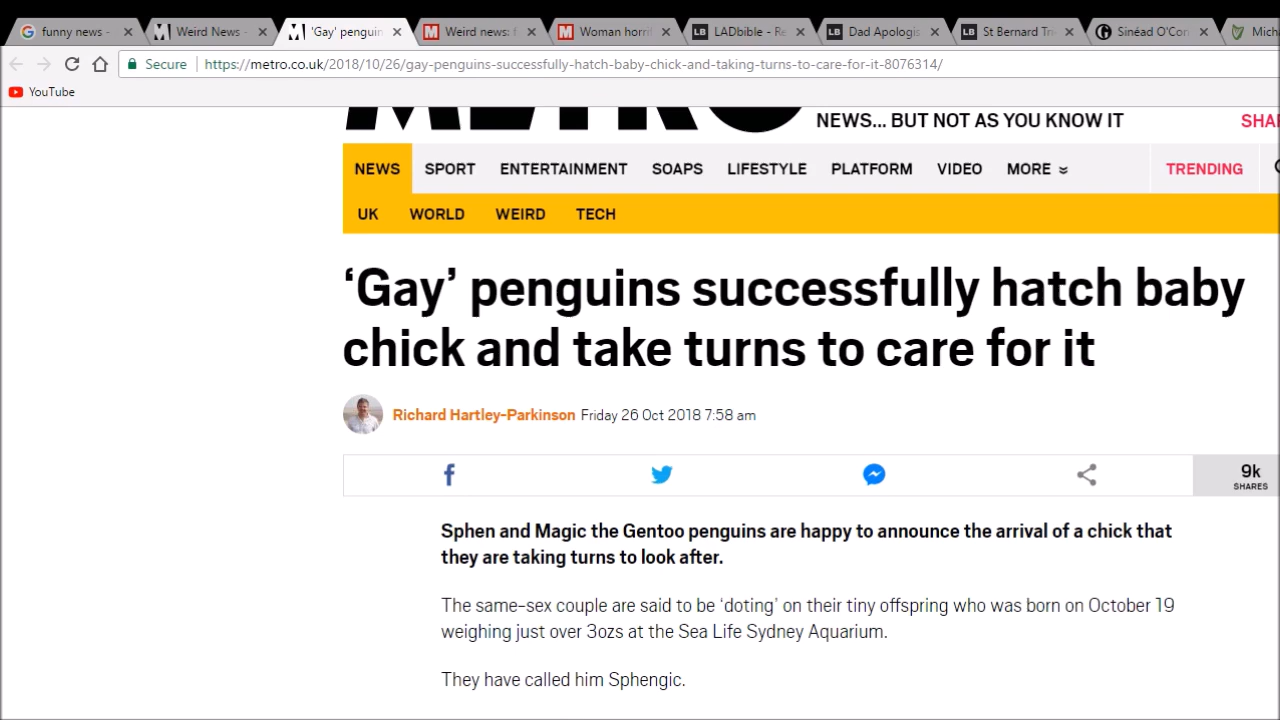 funny news -
Weird News -
'Gay' penguin
Weird news: f
Woman horri
LADbible - Re
Dad Apologis
St Bernard Tri
Sinéad O'Con
Mich
Secure
https://metro.co.uk/2018/10/26/gay-penguins-successfully-hatch-baby-chick-and-taking-turns-to-care-for-it-8076314/
YouTube
METRO
NEWS... BUT NOT AS YOU KNOW IT
SHAR
NEWS SPORT ENTERTAINMENT SOAPS LIFESTYLE PLATFORM VIDEO MORE TRENDING
UK WORLD WEIRD TECH
‘Gay’ penguins successfully hatch baby
chick and take turns to care for it
Richard Hartley-Parkinson Friday 26 Oct 2018 7:58 am
9k
SHARES
Sphen and Magic the Gentoo penguins are happy to announce the arrival of a chick that
they are taking turns to look after.
The same-sex couple are said to be ‘doting’ on their tiny offspring who was born on October 19
weighing just over 3ozs at the Sea Life Sydney Aquarium.
They have called him Sphengic.